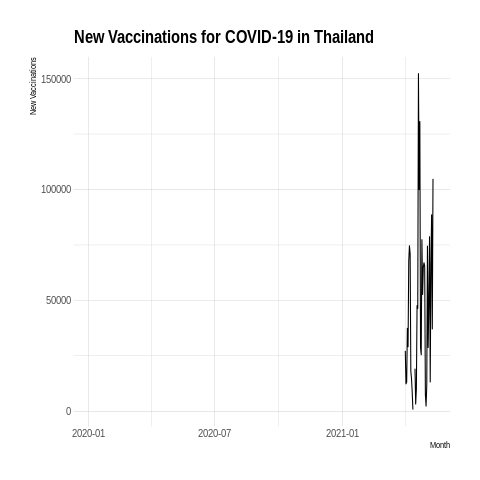 New Vaccinations for COVID-19 in Thailand
New Vaccinations
150000
100000
50000
0
2020-01
2020-07
2021-01
Month